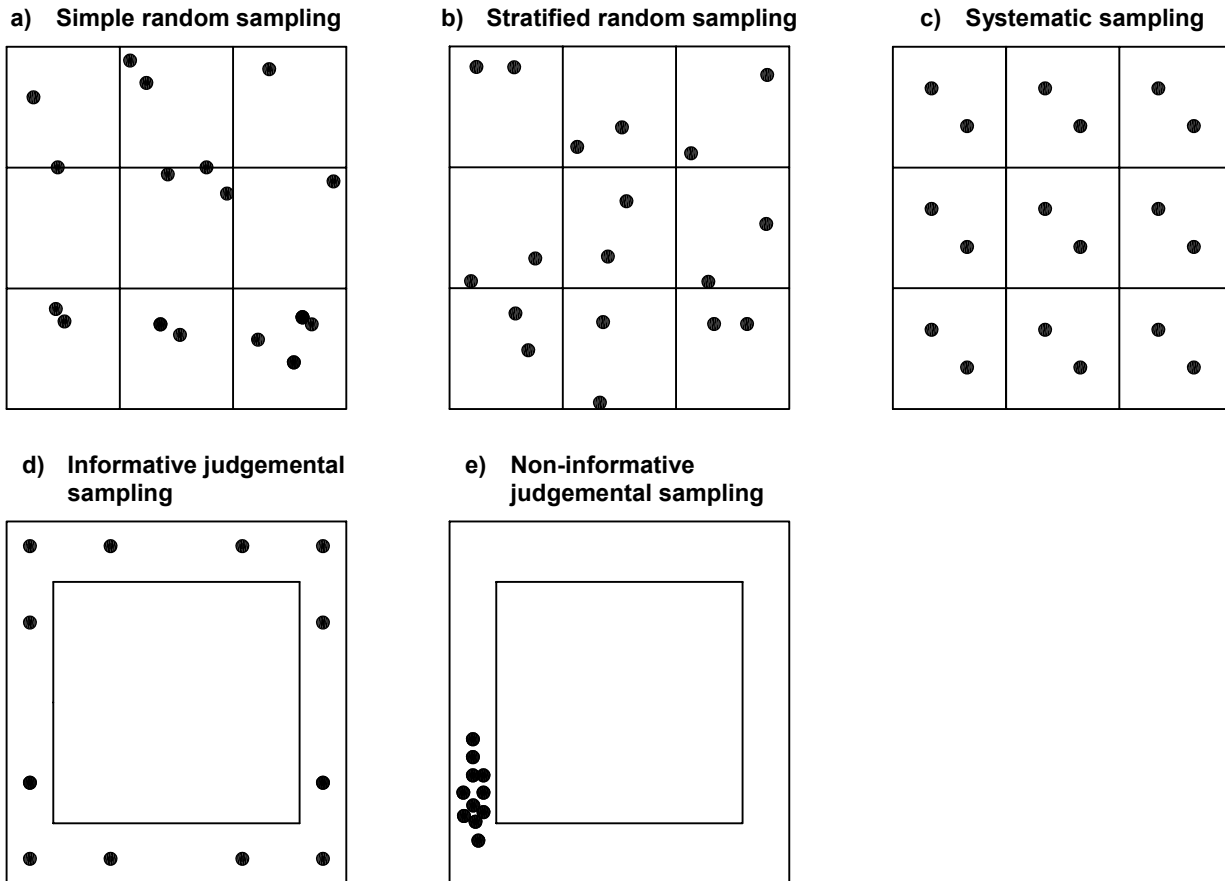 a) Simple random sampling
b) Stratified random sampling
c) Systematic sampling
d) Informative judgemental
sampling
e) Non-informative
judgemental sampling